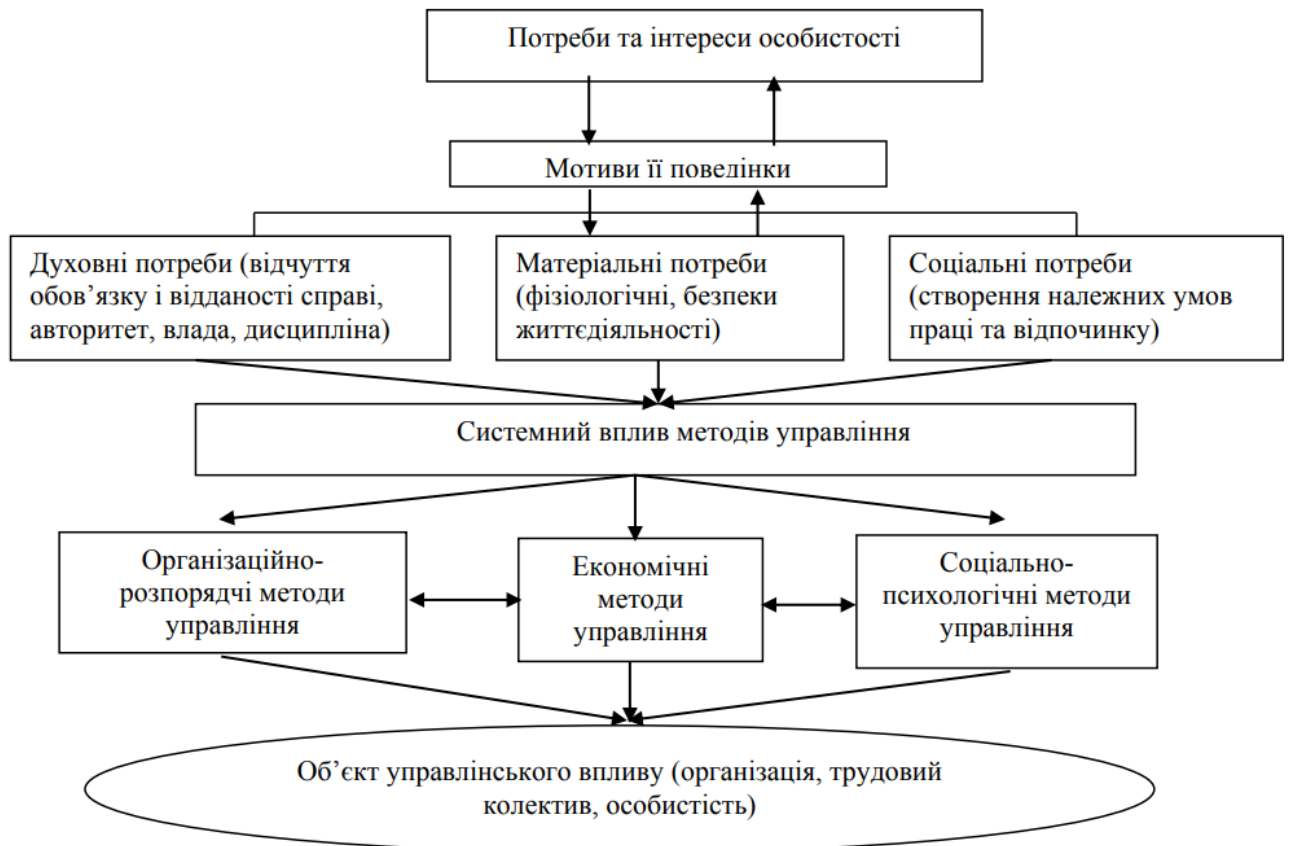 Потреби та інтереси особистості
Мотиви її поведінки
Духовні потреби (відчуття
обов’язку і відданості справі,
авторитет, влада, дисципліна)
Матеріальні потреби
(фізіологічні, безпеки
життєдіяльності)
Соціальні потреби
(створення належних умов
праці та відпочинку)
Системний вплив методів управління
Організаційно-
розпорядчі методи
управління
Економічні
методи
управління
Соціально-
психологічні методи
управління
Об’єкт управлінського впливу (організація, трудовий
колектив, особистість)